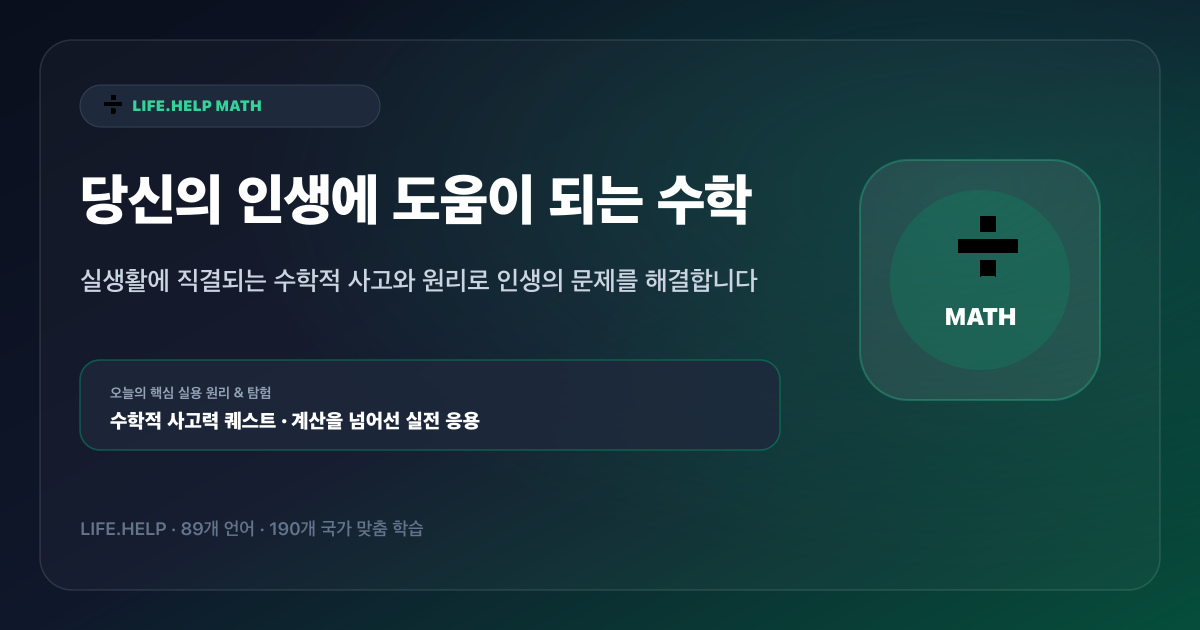 ÷ LIFE.HELP MATH
당신의 인생에 도움이 되는 수학
실생활에 직결되는 수학적 사고와 원리로 인생의 문제를 해결합니다
오늘의 핵심 실용 원리 & 탐험
수학적 사고력 퀘스트 · 계산을 넘어선 실전 응용
LIFE.HELP · 89개 언어 · 190개 국가 맞춤 학습
÷
MATH